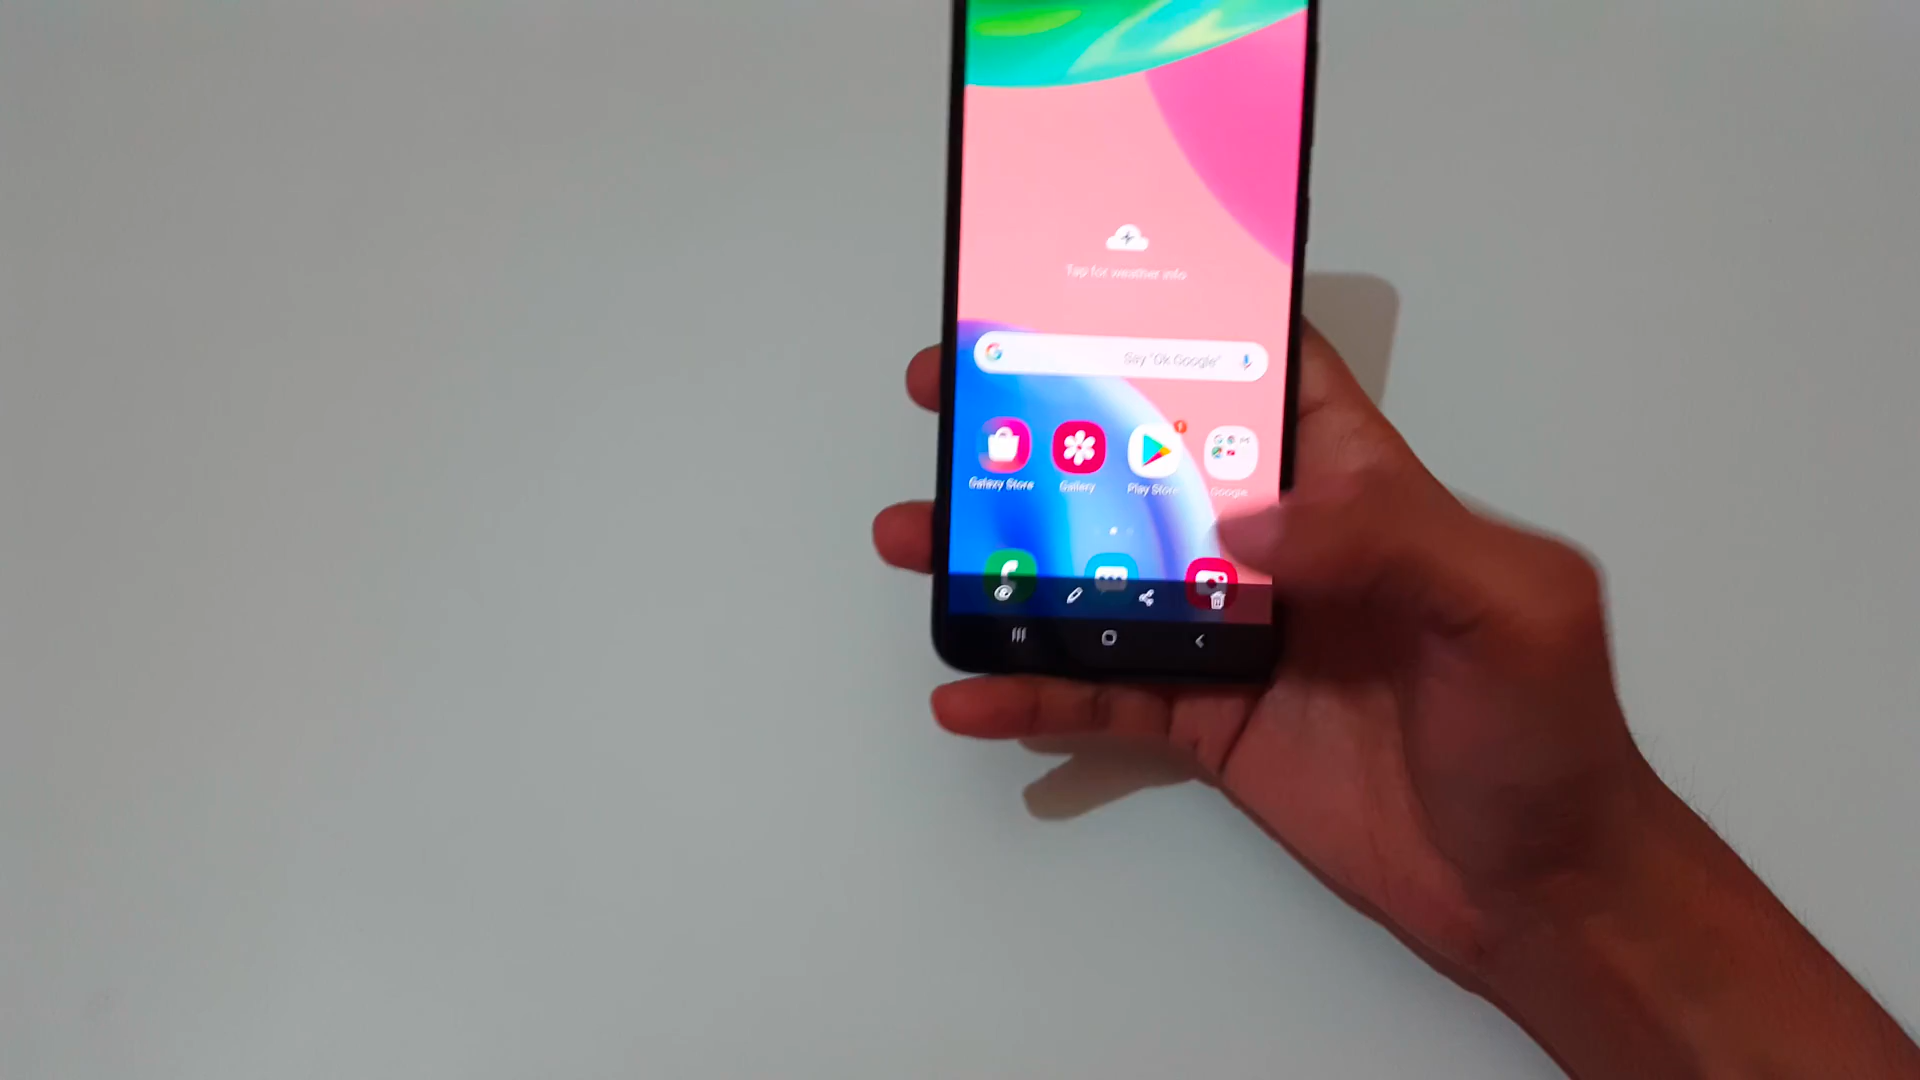 Tap for weather info
Say "Ok Google"
Galaxy Store
Gallery
Play Store
Google